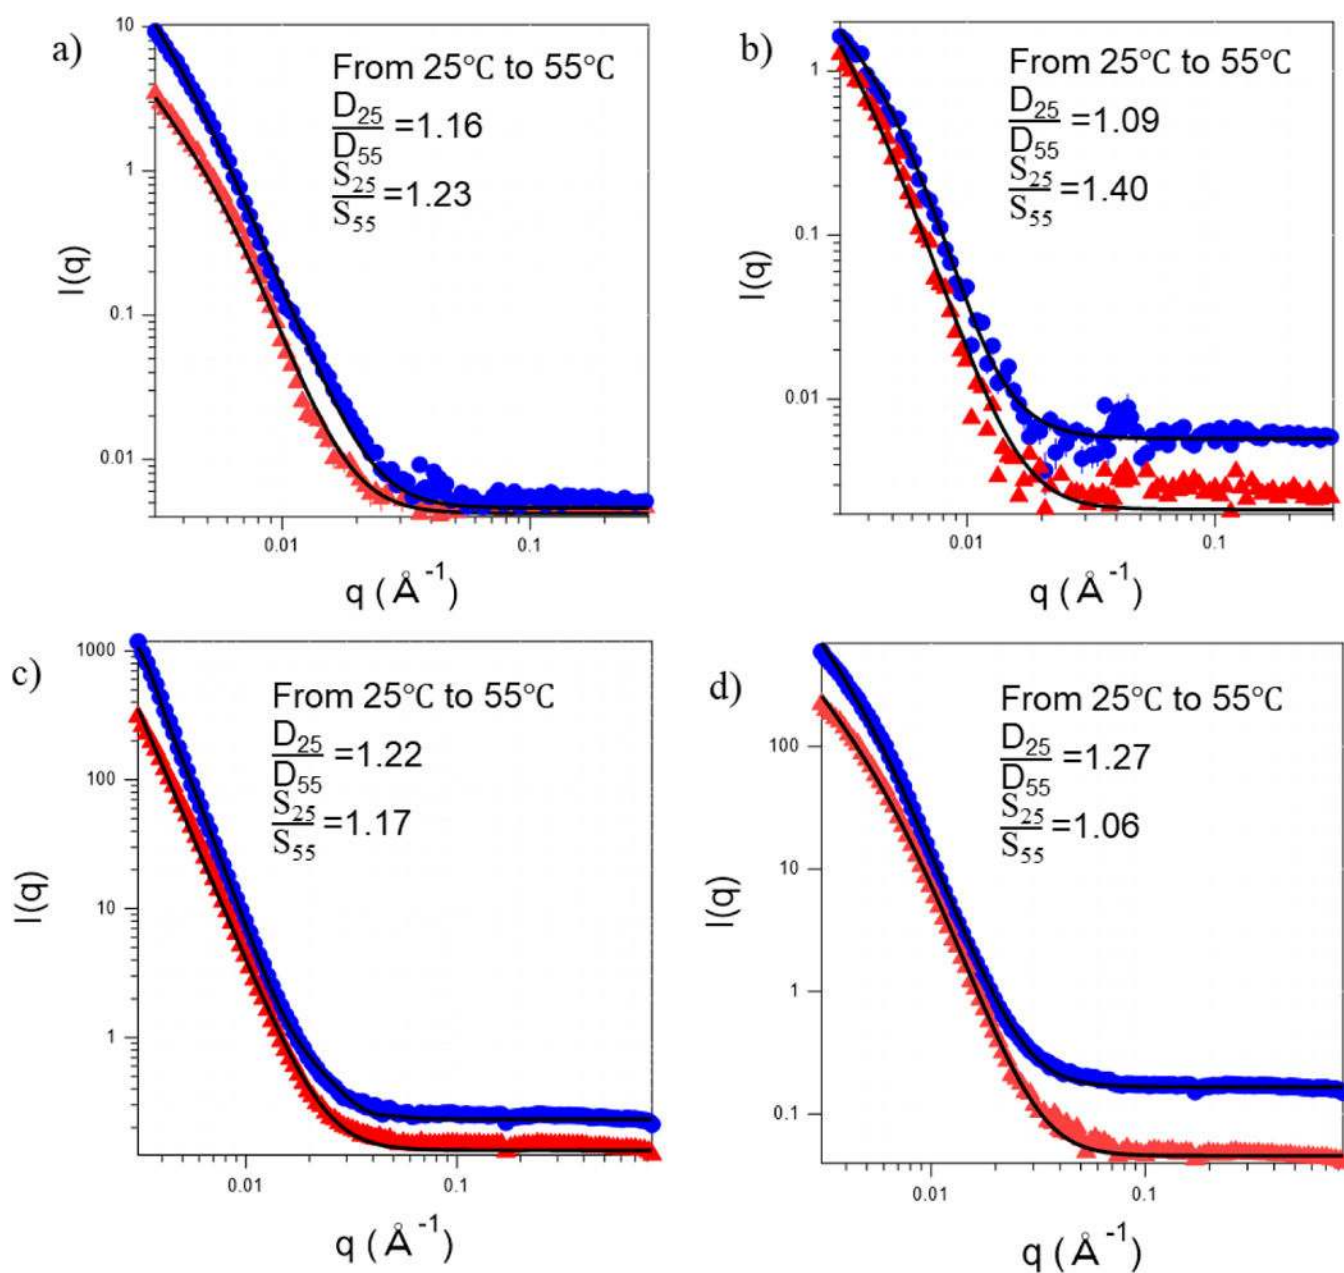 a)
From 25°C to 55°C
D25/D55 =1.16
S25/S55 =1.23
10
1
0.1
0.01
I(q)
0.01 0.1
q (Å-1)
b)
From 25°C to 55°C
D25/D55 =1.09
S25/S55 =1.40
1
0.1
0.01
I(q)
0.01 0.1
q (Å-1)
c)
From 25°C to 55°C
D25/D55 =1.22
S25/S55 =1.17
1000
100
10
1
I(q)
0.01 0.1
q (Å-1)
d)
From 25°C to 55°C
D25/D55 =1.27
S25/S55 =1.06
100
10
1
0.1
I(q)
0.01 0.1
q (Å-1)